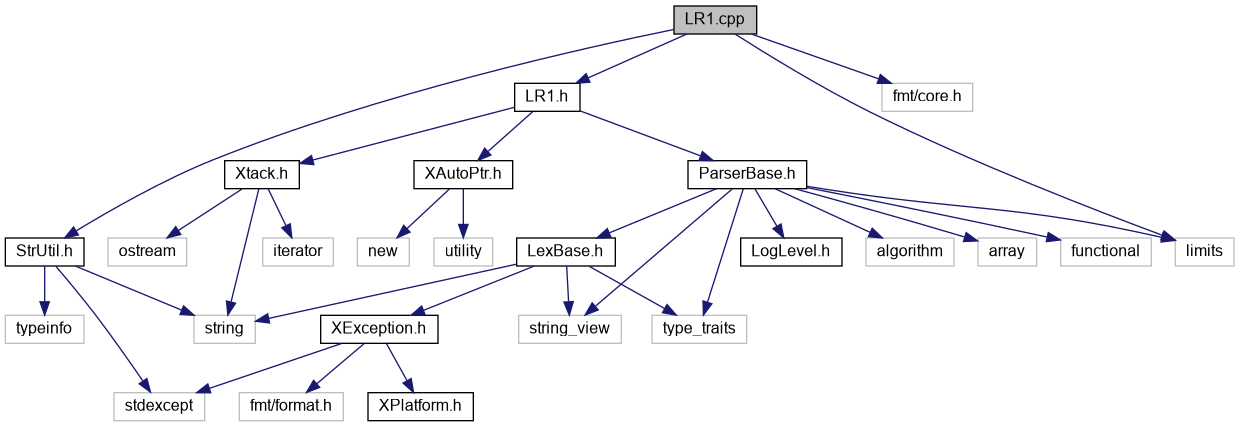 LR1.cpp
LR1.h
fmt/core.h
Xtack.h
XAutoPtr.h
ParserBase.h
StrUtil.h
ostream
iterator
new
utility
LexBase.h
LogLevel.h
algorithm
array
functional
limits
typeinfo
string
XException.h
string_view
type_traits
stdexcept
fmt/format.h
XPlatform.h